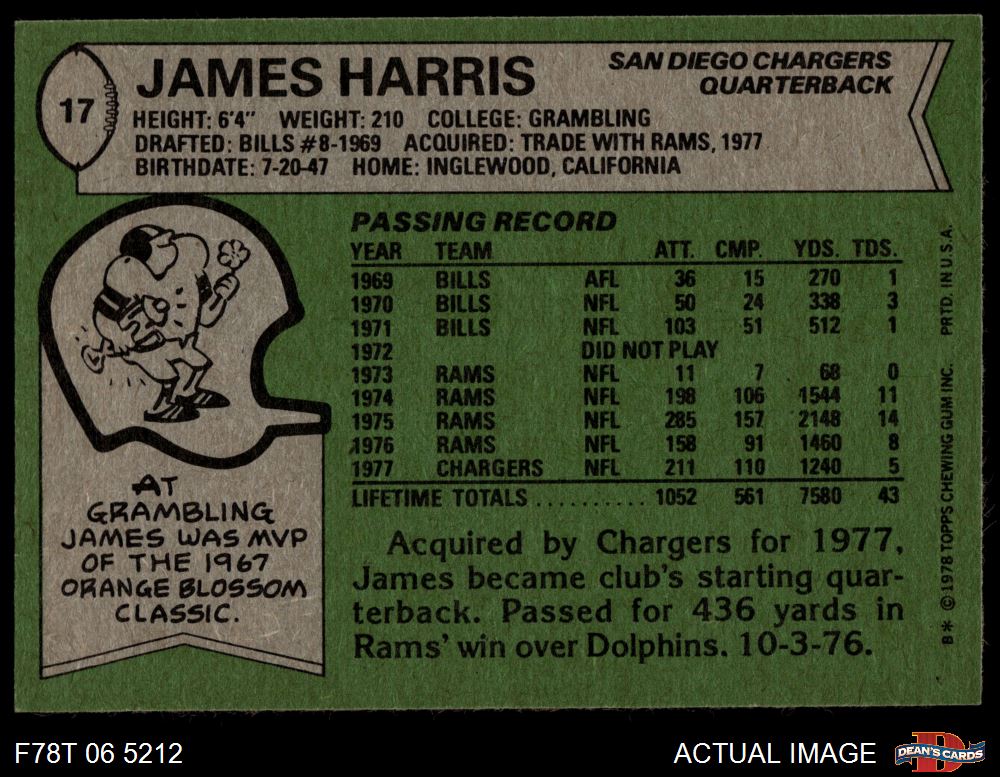 17
JAMES HARRIS
SAN DIEGO CHARGERS
QUARTERBACK
HEIGHT: 6'4" WEIGHT: 210 COLLEGE: GRAMBLING
DRAFTED: BILLS #8-1969 ACQUIRED: TRADE WITH RAMS, 1977
BIRTHDATE: 7-20-47 HOME: INGLEWOOD, CALIFORNIA
PASSING RECORD
YEAR TEAM ATT. CMP. YDS. TDS.
1969 BILLS AFL 36 15 270 1
1970 BILLS NFL 50 24 338 3
1971 BILLS NFL 103 51 512 1
1972 DID NOT PLAY
1973 RAMS NFL 11 7 68 0
1974 RAMS NFL 198 106 1544 11
1975 RAMS NFL 285 157 2148 14
1976 RAMS NFL 158 91 1460 8
1977 CHARGERS NFL 211 110 1240 5
LIFETIME TOTALS .......... 1052 561 7580 43
AT
GRAMBLING
JAMES WAS MVP
OF THE 1967
ORANGE BLOSSOM
CLASSIC.
Acquired by Chargers for 1977,
James became club's starting quar-
terback. Passed for 436 yards in
Rams' win over Dolphins. 10-3-76.
B* © 1978 TOPPS CHEWING GUM INC. PRTD. IN U.S.A.
F78T 06 5212
ACTUAL IMAGE
D
DEAN'S CARDS